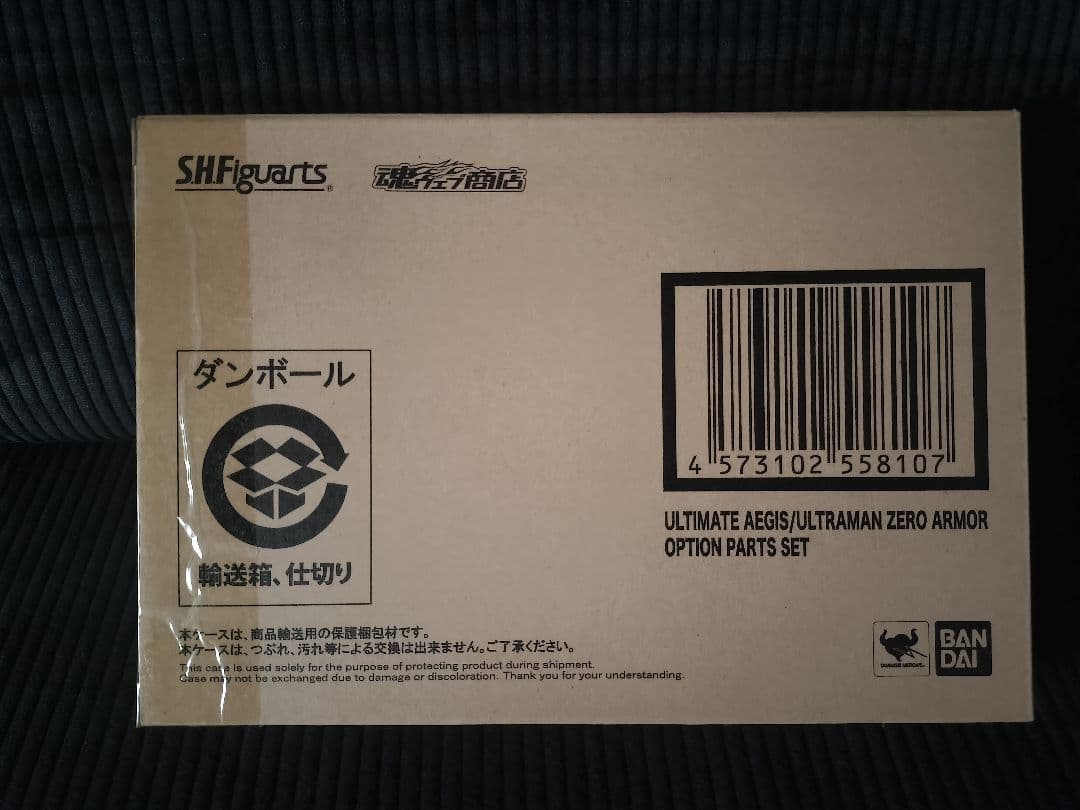 S.H.Figuarts®
魂ウェブ商店
ダンボール
輸送箱、仕切り
4 573102 558107
ULTIMATE AEGIS/ULTRAMAN ZERO ARMOR
OPTION PARTS SET
本ケースは、商品輸送用の保護梱包材です。
本ケースは、つぶれ、汚れ等による交換は出来ません。ご了承ください。
This case is used solely for the purpose of protecting product during shipment.
Case may not be exchanged due to damage or discoloration. Thank you for your understanding.
TAMASHII NATIONS
BAN
DAI